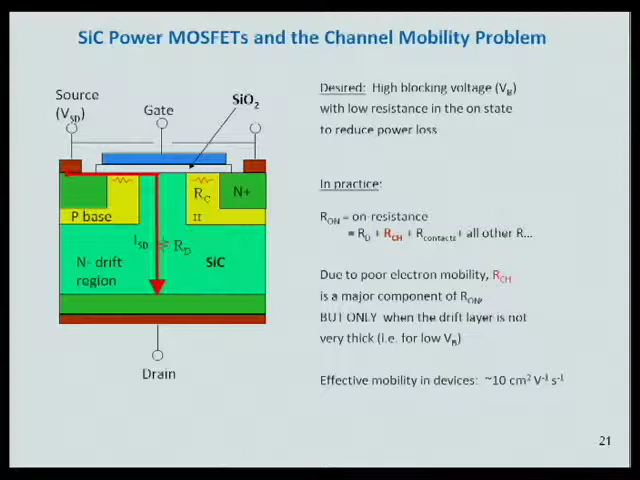 SiC Power MOSFETs and the Channel Mobility Problem
Source
(V_SD)
Gate
SiO₂
R_C
N+
P base
I_SD
R_D
N- drift
region
SiC
Drain
Desired: High blocking voltage (V_B)
with low resistance in the on state
to reduce power loss
In practice:
R_ON = on-resistance
= R_D + R_CH + R_contacts + all other R...
Due to poor electron mobility, R_CH
is a major component of R_ON,
BUT ONLY when the drift layer is not
very thick (i.e. for low V_B)
Effective mobility in devices: ~10 cm² V⁻¹ s⁻¹
21